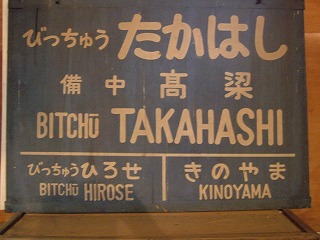 びっちゅうたかはし
備中髙梁
BITCHŪ TAKAHASHI
びっちゅうひろせ
BITCHŪ HIROSE
きのやま
KINOYAMA